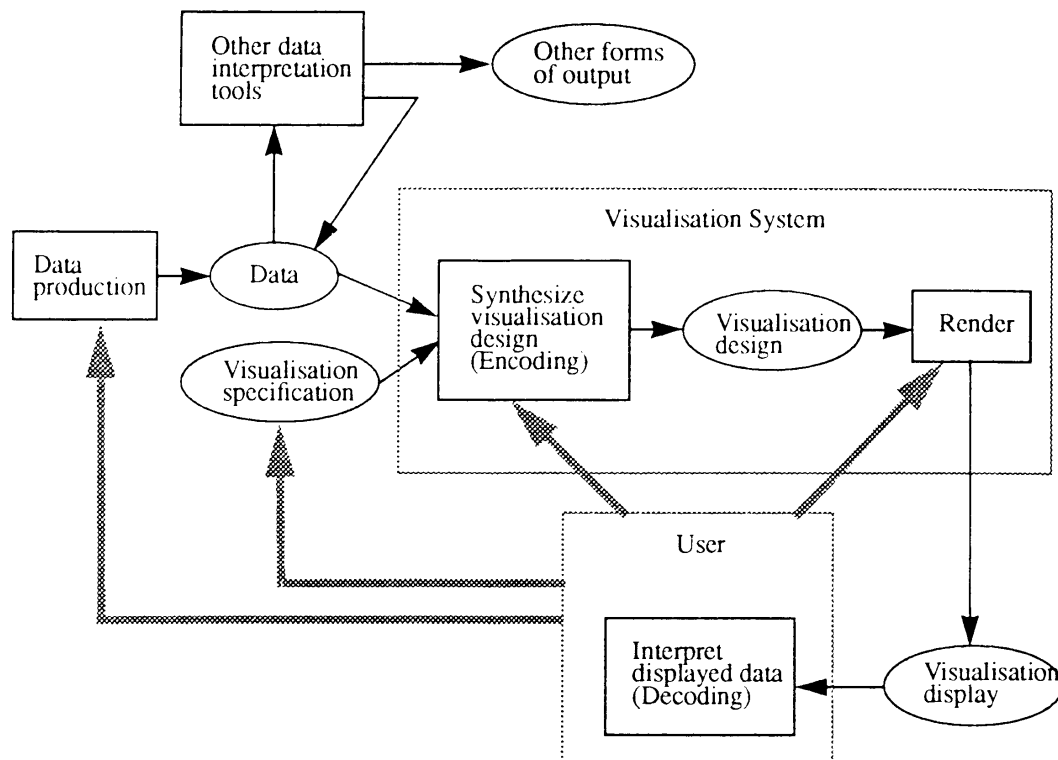 Other data
interpretation
tools
Other forms
of output
Visualisation System
Data
production
Data
Synthesize
visualisation
design
(Encoding)
Visualisation
design
Render
Visualisation
specification
User
Interpret
displayed data
(Decoding)
Visualisation
display